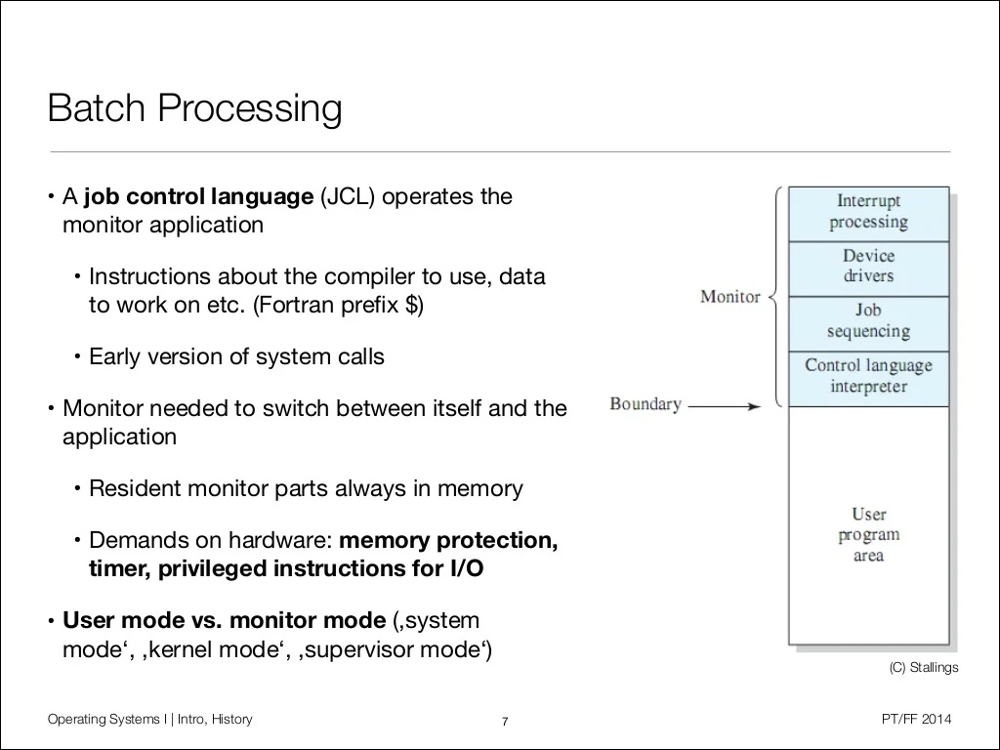 Batch Processing
• A job control language (JCL) operates the
monitor application
• Instructions about the compiler to use, data
to work on etc. (Fortran prefix $)
• Early version of system calls
• Monitor needed to switch between itself and the
application
• Resident monitor parts always in memory
• Demands on hardware: memory protection,
timer, privileged instructions for I/O
• User mode vs. monitor mode (‚system
mode‘, ‚kernel mode‘, ‚supervisor mode‘)
Interrupt
processing
Device
drivers
Monitor
Job
sequencing
Control language
interpreter
Boundary
User
program
area
(C) Stallings
Operating Systems I | Intro, History
7
PT/FF 2014